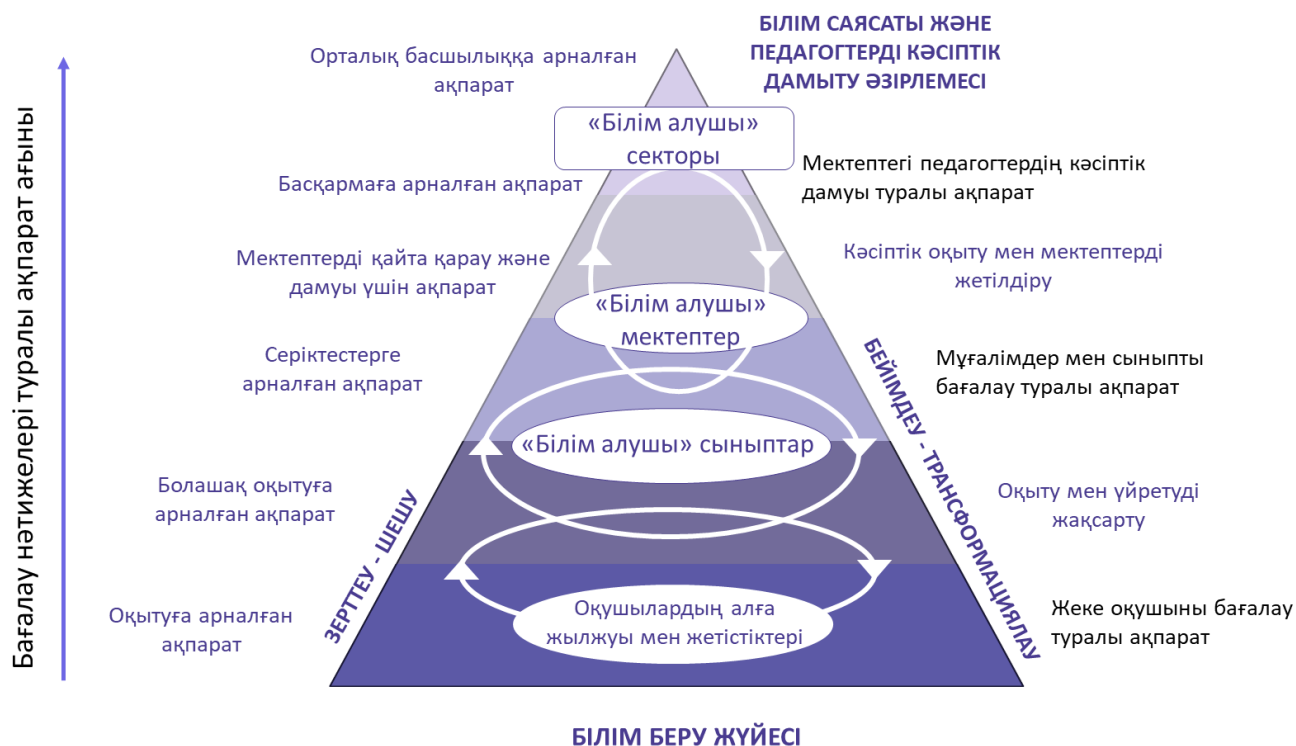 БІЛІМ САЯСАТЫ ЖӘНЕ
ПЕДАГОГТЕРДІ КӘСІПТІК
ДАМЫТУ ӘЗІРЛЕМЕСІ
Орталық басшылыққа арналған
ақпарат
«Білім алушы»
секторы
Басқармаға арналған ақпарат
Мектептегі педагогтердің кәсіптік
дамуы туралы ақпарат
Мектептерді қайта қарау және
дамуы үшін ақпарат
Кәсіптік оқыту мен мектептерді
жетілдіру
«Білім алушы»
мектептер
Серіктестерге
арналған ақпарат
Мұғалімдер мен сыныпты
бағалау туралы ақпарат
«Білім алушы» сыныптар
Болашақ оқытуға
арналған ақпарат
Оқыту мен үйретуді
жақсарту
Оқытуға арналған
ақпарат
Оқушылардың алға
жылжуы мен жетістіктері
Жеке оқушыны бағалау
туралы ақпарат
Бағалау нәтижелері туралы ақпарат ағыны
ЗЕРТТЕУ - ШЕШУ
БЕЙІМДЕУ - ТРАНСФОРМАЦИЯЛАУ
БІЛІМ БЕРУ ЖҮЙЕСІ